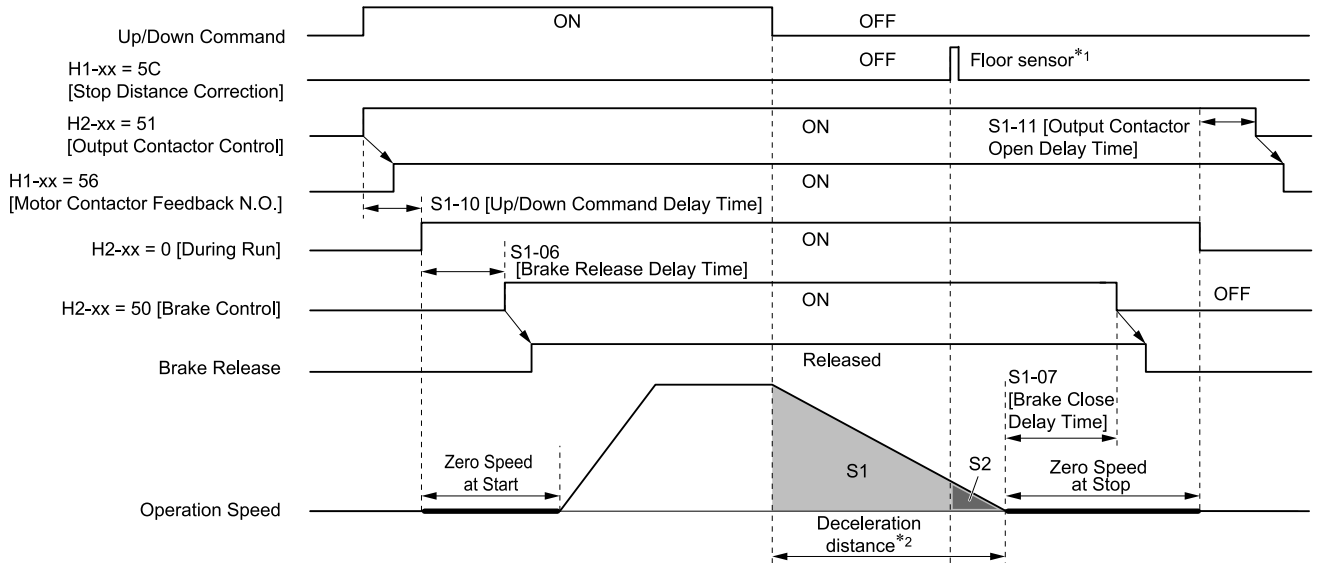 ON
OFF
Up/Down Command
OFF
Floor sensor*1
H1-xx = 5C
[Stop Distance Correction]
H2-xx = 51
[Output Contactor Control]
ON
S1-11 [Output Contactor
Open Delay Time]
H1-xx = 56
[Motor Contactor Feedback N.O.]
ON
S1-10 [Up/Down Command Delay Time]
H2-xx = 0 [During Run]
ON
S1-06
[Brake Release Delay Time]
H2-xx = 50 [Brake Control]
ON
OFF
Brake Release
Released
S1-07
[Brake Close
Delay Time]
Zero Speed
at Start
S1
S2
Zero Speed
at Stop
Operation Speed
Deceleration
distance*2